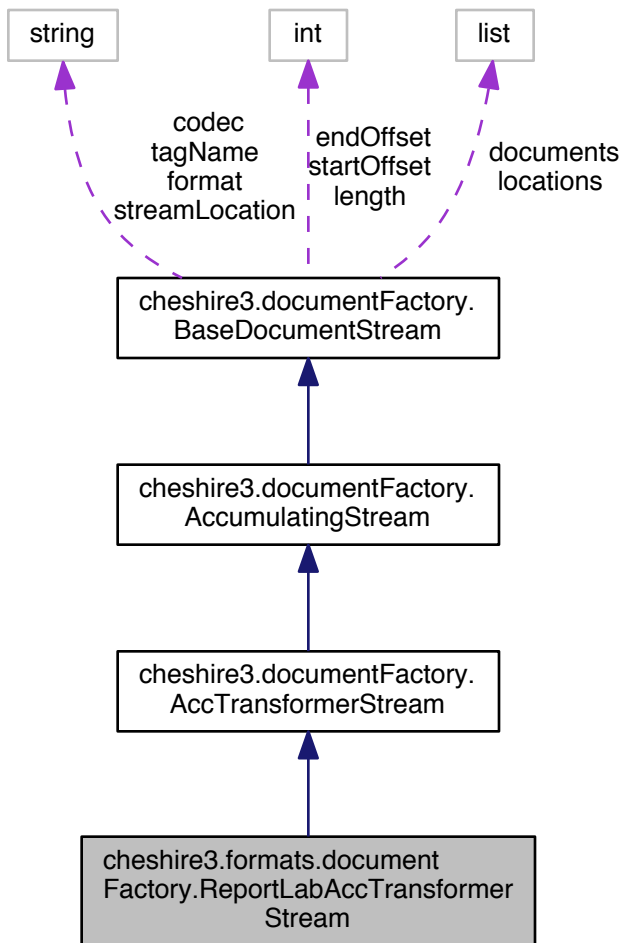 string
int
list
codec
tagName
format
streamLocation
endOffset
startOffset
length
documents
locations
cheshire3.documentFactory.
BaseDocumentStream
cheshire3.documentFactory.
AccumulatingStream
cheshire3.documentFactory.
AccTransformerStream
cheshire3.formats.document
Factory.ReportLabAccTransformer
Stream